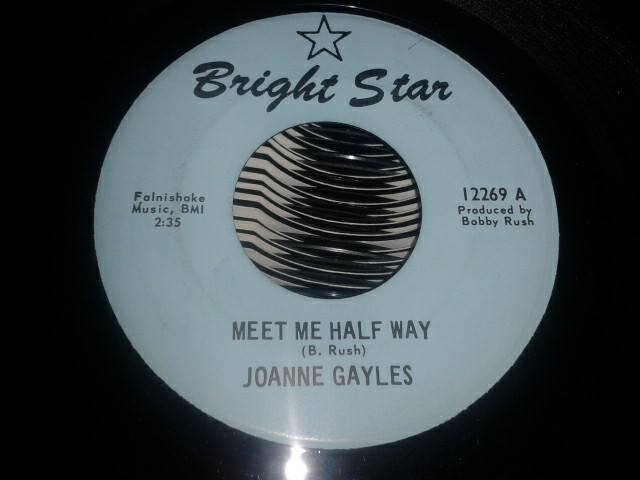 Bright Star
Falnishake
Music, BMI
2:35
12269 A
Produced by
Bobby Rush
MEET ME HALF WAY
(B. Rush)
JOANNE GAYLES